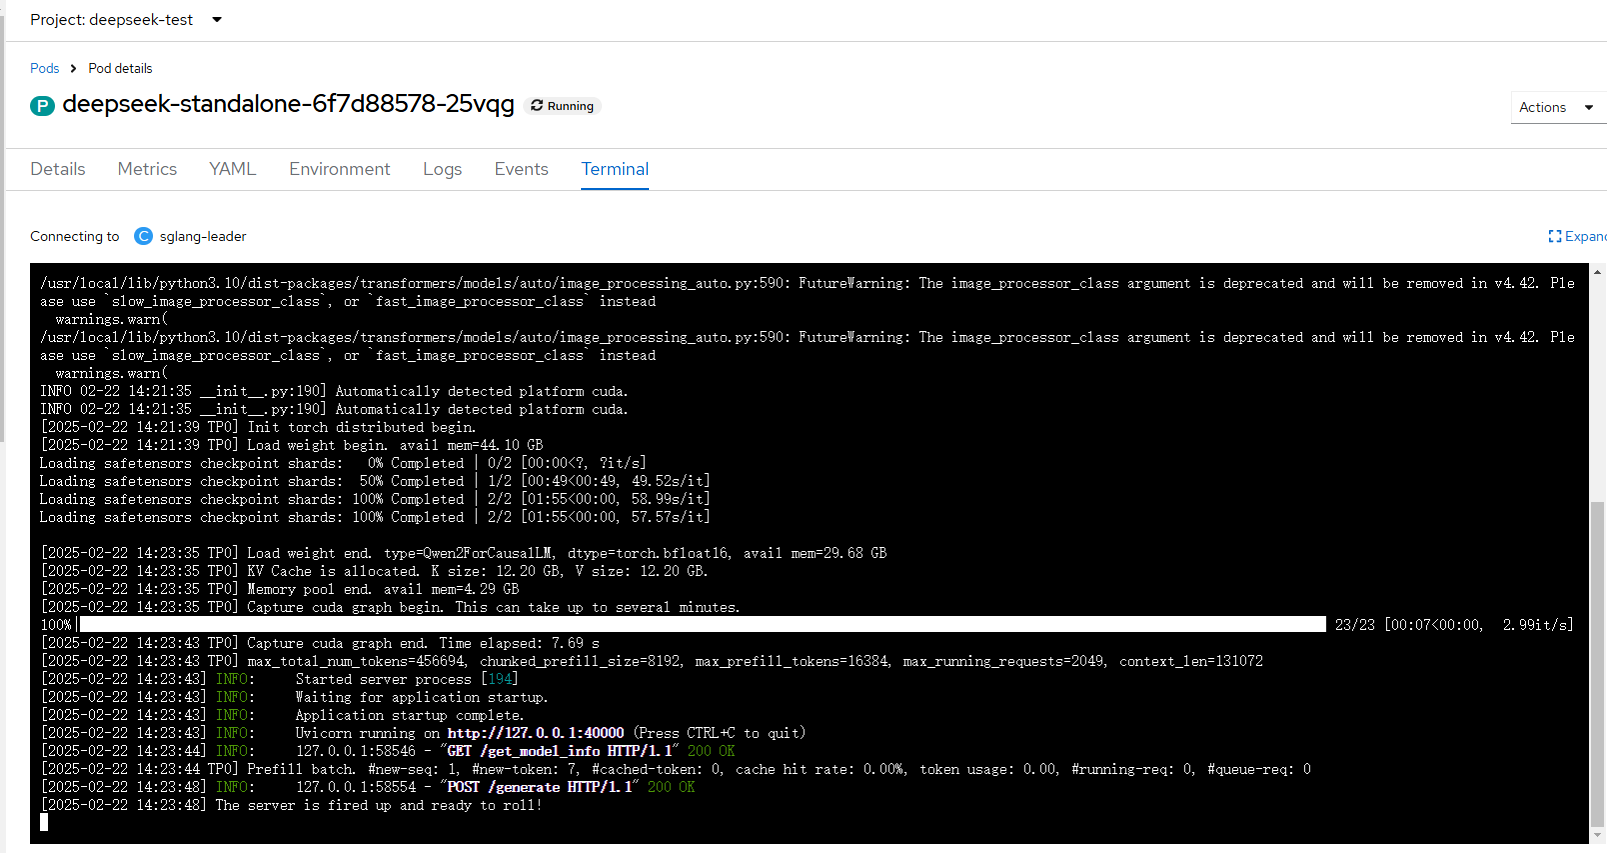 Project: deepseek-test
Pods > Pod details
P deepseek-standalone-6f7d88578-25vqg Running
Actions
Details Metrics YAML Environment Logs Events Terminal
Connecting to C sglang-leader
Expand
/usr/local/lib/python3.10/dist-packages/transformers/models/auto/image_processing_auto.py:590: FutureWarning: The image_processor_class argument is deprecated and will be removed in v4.42. Ple
ase use `slow_image_processor_class`, or `fast_image_processor_class` instead
  warnings.warn(
/usr/local/lib/python3.10/dist-packages/transformers/models/auto/image_processing_auto.py:590: FutureWarning: The image_processor_class argument is deprecated and will be removed in v4.42. Ple
ase use `slow_image_processor_class`, or `fast_image_processor_class` instead
  warnings.warn(
INFO 02-22 14:21:35 __init__.py:190] Automatically detected platform cuda.
INFO 02-22 14:21:35 __init__.py:190] Automatically detected platform cuda.
[2025-02-22 14:21:39 TP0] Init torch distributed begin.
[2025-02-22 14:21:39 TP0] Load weight begin. avail mem=44.10 GB
Loading safetensors checkpoint shards:   0% Completed | 0/2 [00:00<?, ?it/s]
Loading safetensors checkpoint shards:  50% Completed | 1/2 [00:49<00:49, 49.52s/it]
Loading safetensors checkpoint shards: 100% Completed | 2/2 [01:55<00:00, 58.99s/it]
Loading safetensors checkpoint shards: 100% Completed | 2/2 [01:55<00:00, 57.57s/it]
[2025-02-22 14:23:35 TP0] Load weight end. type=Qwen2ForCausalLM, dtype=torch.bfloat16, avail mem=29.68 GB
[2025-02-22 14:23:35 TP0] KV Cache is allocated. K size: 12.20 GB, V size: 12.20 GB.
[2025-02-22 14:23:35 TP0] Memory pool end. avail mem=4.29 GB
[2025-02-22 14:23:35 TP0] Capture cuda graph begin. This can take up to several minutes.
100%| 23/23 [00:07<00:00,  2.99it/s]
[2025-02-22 14:23:43 TP0] Capture cuda graph end. Time elapsed: 7.69 s
[2025-02-22 14:23:43 TP0] max_total_num_tokens=456694, chunked_prefill_size=8192, max_prefill_tokens=16384, max_running_requests=2049, context_len=131072
[2025-02-22 14:23:43] INFO:     Started server process [194]
[2025-02-22 14:23:43] INFO:     Waiting for application startup.
[2025-02-22 14:23:43] INFO:     Application startup complete.
[2025-02-22 14:23:43] INFO:     Uvicorn running on http://127.0.0.1:40000 (Press CTRL+C to quit)
[2025-02-22 14:23:44] INFO:     127.0.0.1:58546 - "GET /get_model_info HTTP/1.1" 200 OK
[2025-02-22 14:23:44 TP0] Prefill batch. #new-seq: 1, #new-token: 7, #cached-token: 0, cache hit rate: 0.00%, token usage: 0.00, #running-req: 0, #queue-req: 0
[2025-02-22 14:23:48] INFO:     127.0.0.1:58554 - "POST /generate HTTP/1.1" 200 OK
[2025-02-22 14:23:48] The server is fired up and ready to roll!